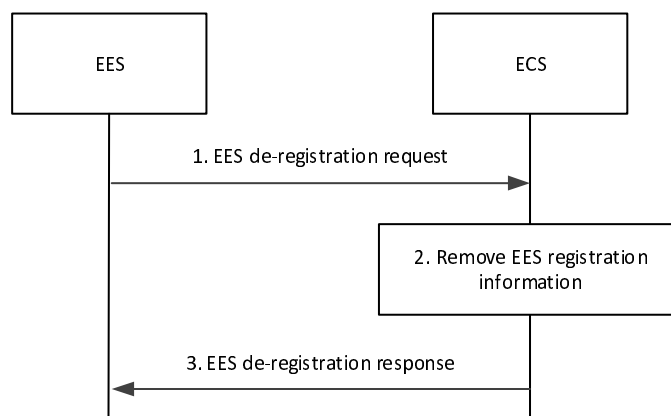 EES
ECS
1. EES de-registration request
2. Remove EES registration
information
3. EES de-registration response